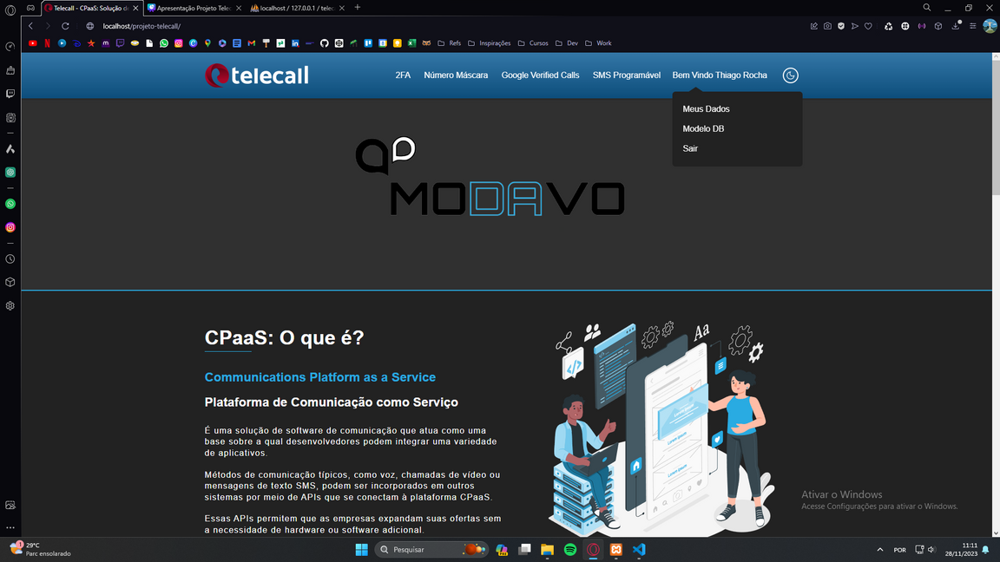 Telecall - CPaaS: Solução d
Apresentação Projeto Tele
localhost / 127.0.0.1 / telec
localhost/projeto-telecall/
Refs
Inspirações
Cursos
Dev
Work
telecall
2FA
Número Máscara
Google Verified Calls
SMS Programável
Bem Vindo Thiago Rocha
Meus Dados
Modelo DB
Sair
MODAVO
CPaaS: O que é?
Communications Platform as a Service
Plataforma de Comunicação como Serviço
É uma solução de software de comunicação que atua como uma
base sobre a qual desenvolvedores podem integrar uma variedade
de aplicativos.
Métodos de comunicação típicos, como voz, chamadas de vídeo ou
mensagens de texto SMS, podem ser incorporados em outros
sistemas por meio de APIs que se conectam à plataforma CPaaS.
Essas APIs permitem que as empresas expandam suas ofertas sem
a necessidade de hardware ou software adicional.
Aa
</>
Lorem ipsum
Lorem ipsum
Ativar o Windows
Acesse Configurações para ativar o Windows.
1
29°C
Parc ensolarado
Pesquisar
POR
11:11
28/11/2023